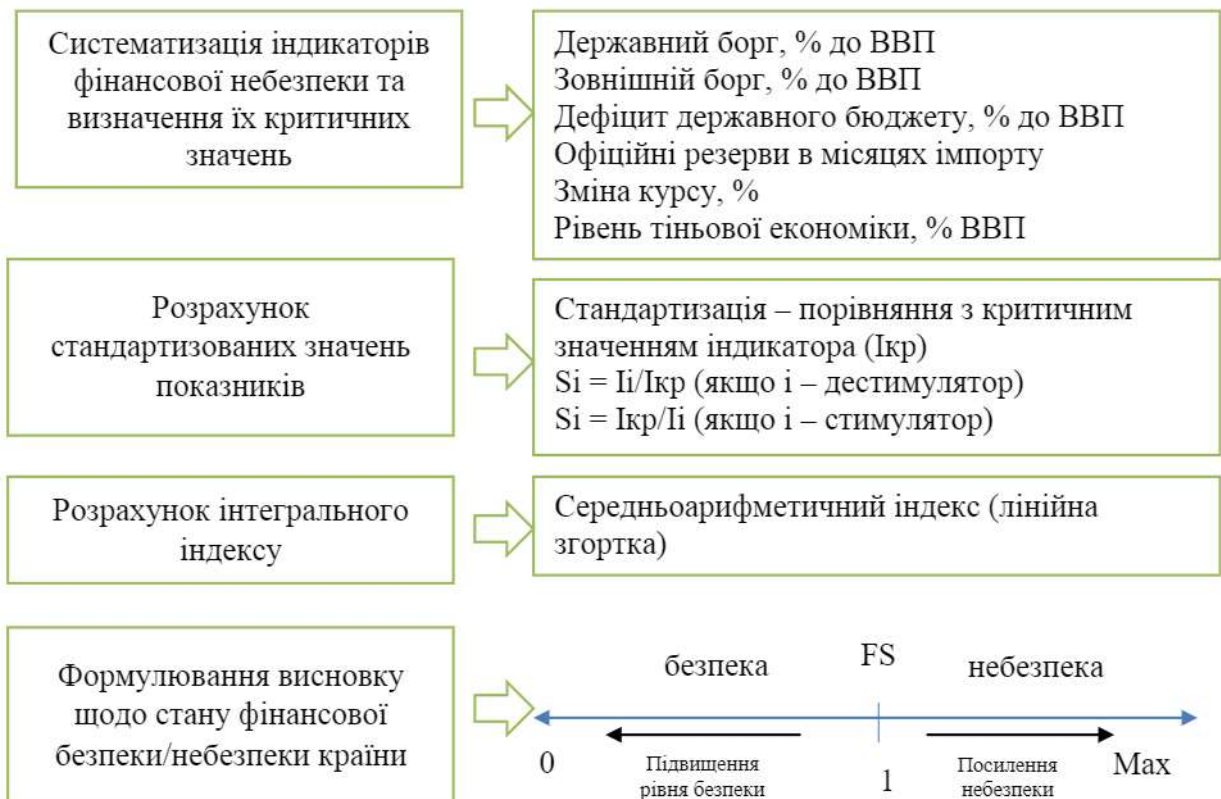 Систематизація індикаторів
фінансової небезпеки та
визначення їх критичних
значень
Державний борг, % до ВВП
Зовнішній борг, % до ВВП
Дефіцит державного бюджету, % до ВВП
Офіційні резерви в місяцях імпорту
Зміна курсу, %
Рівень тіньової економіки, % ВВП
Розрахунок
стандартизованих значень
показників
Стандартизація – порівняння з критичним
значенням індикатора (Ікр)
Si = Ii/Ікр (якщо і – дестимулятор)
Si = Ікр/Ii (якщо і – стимулятор)
Розрахунок інтегрального
індексу
Середньоарифметичний індекс (лінійна
згортка)
Формулювання висновку
щодо стану фінансової
безпеки/небезпеки країни
безпека FS небезпека
0 1 Max
Підвищення
рівня безпеки
Посилення
небезпеки